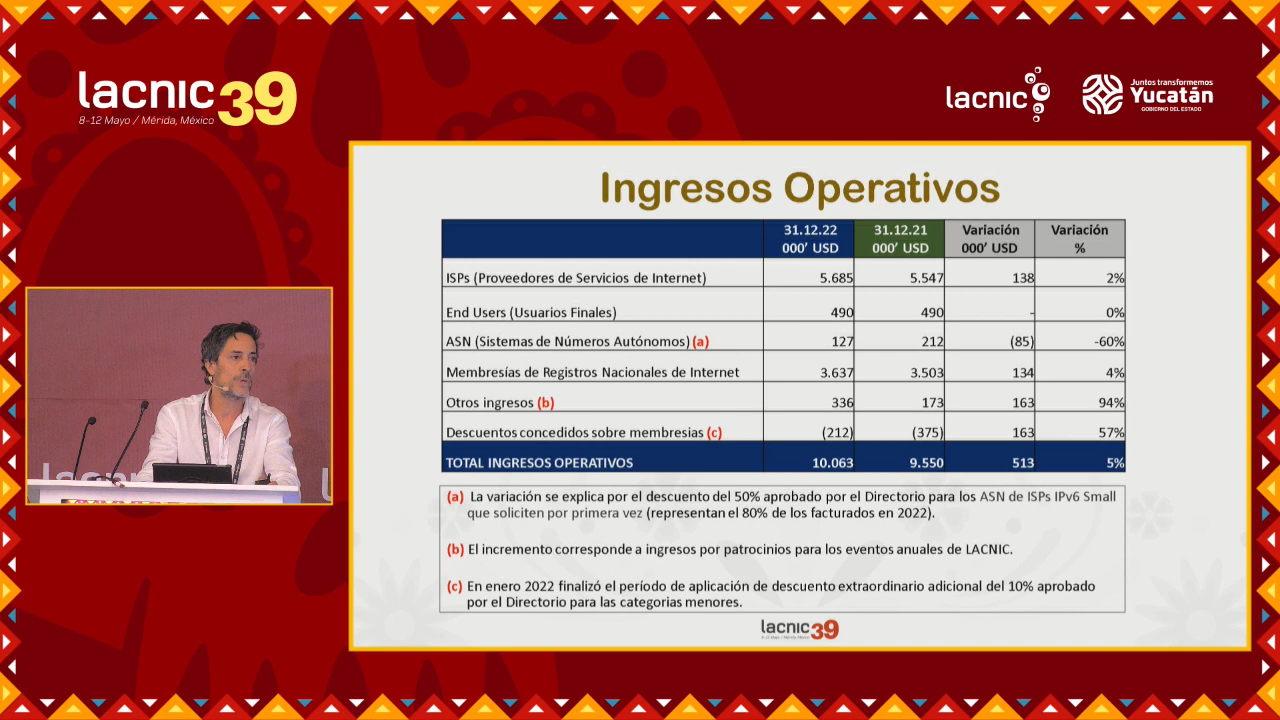 lacnic39
8-12 Mayo / Mérida, México
lacnic
Juntos transformemos
Yucatán
GOBIERNO DEL ESTADO
Ingresos Operativos
31.12.22 000’ USD | 31.12.21 000’ USD | Variación 000’ USD | Variación %
ISPs (Proveedores de Servicios de Internet) 5.685 5.547 138 2%
End Users (Usuarios Finales) 490 490 - 0%
ASN (Sistemas de Números Autónomos) (a) 127 212 (85) -60%
Membresías de Registros Nacionales de Internet 3.637 3.503 134 4%
Otros ingresos (b) 336 173 163 94%
Descuentos concedidos sobre membresias (c) (212) (375) 163 57%
TOTAL INGRESOS OPERATIVOS 10.063 9.550 513 5%
(a) La variación se explica por el descuento del 50% aprobado por el Directorio para los ASN de ISPs IPv6 Small
que soliciten por primera vez (representan el 80% de los facturados en 2022).
(b) El incremento corresponde a ingresos por patrocinios para los eventos anuales de LACNIC.
(c) En enero 2022 finalizó el período de aplicación de descuento extraordinario adicional del 10% aprobado
por el Directorio para las categorias menores.
lacnic39